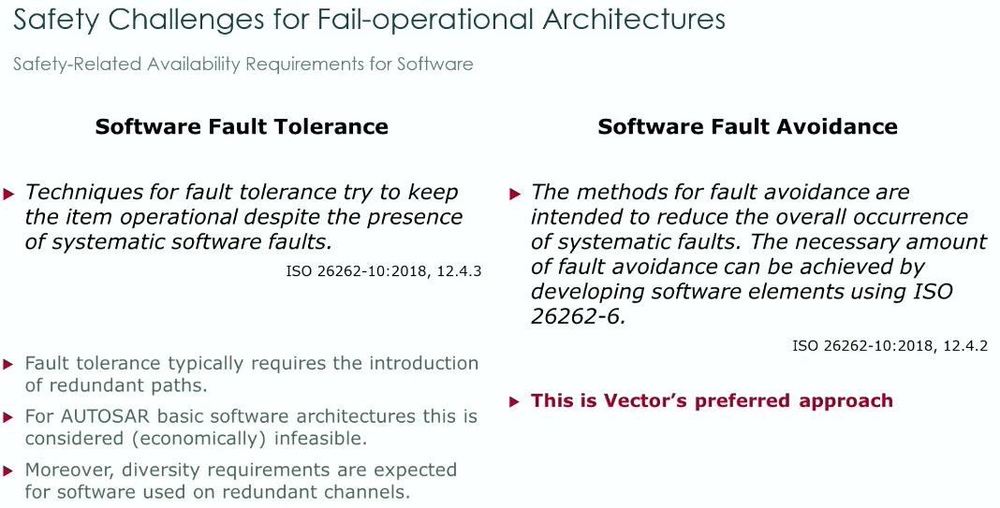 Safety Challenges for Fail-operational Architectures
Safety-Related Availability Requirements for Software
Software Fault Tolerance
Techniques for fault tolerance try to keep
the item operational despite the presence
of systematic software faults.
ISO 26262-10:2018, 12.4.3
Fault tolerance typically requires the introduction
of redundant paths.
For AUTOSAR basic software architectures this is
considered (economically) infeasible.
Moreover, diversity requirements are expected
for software used on redundant channels.
Software Fault Avoidance
The methods for fault avoidance are
intended to reduce the overall occurrence
of systematic faults. The necessary amount
of fault avoidance can be achieved by
developing software elements using ISO
26262-6.
ISO 26262-10:2018, 12.4.2
This is Vector’s preferred approach